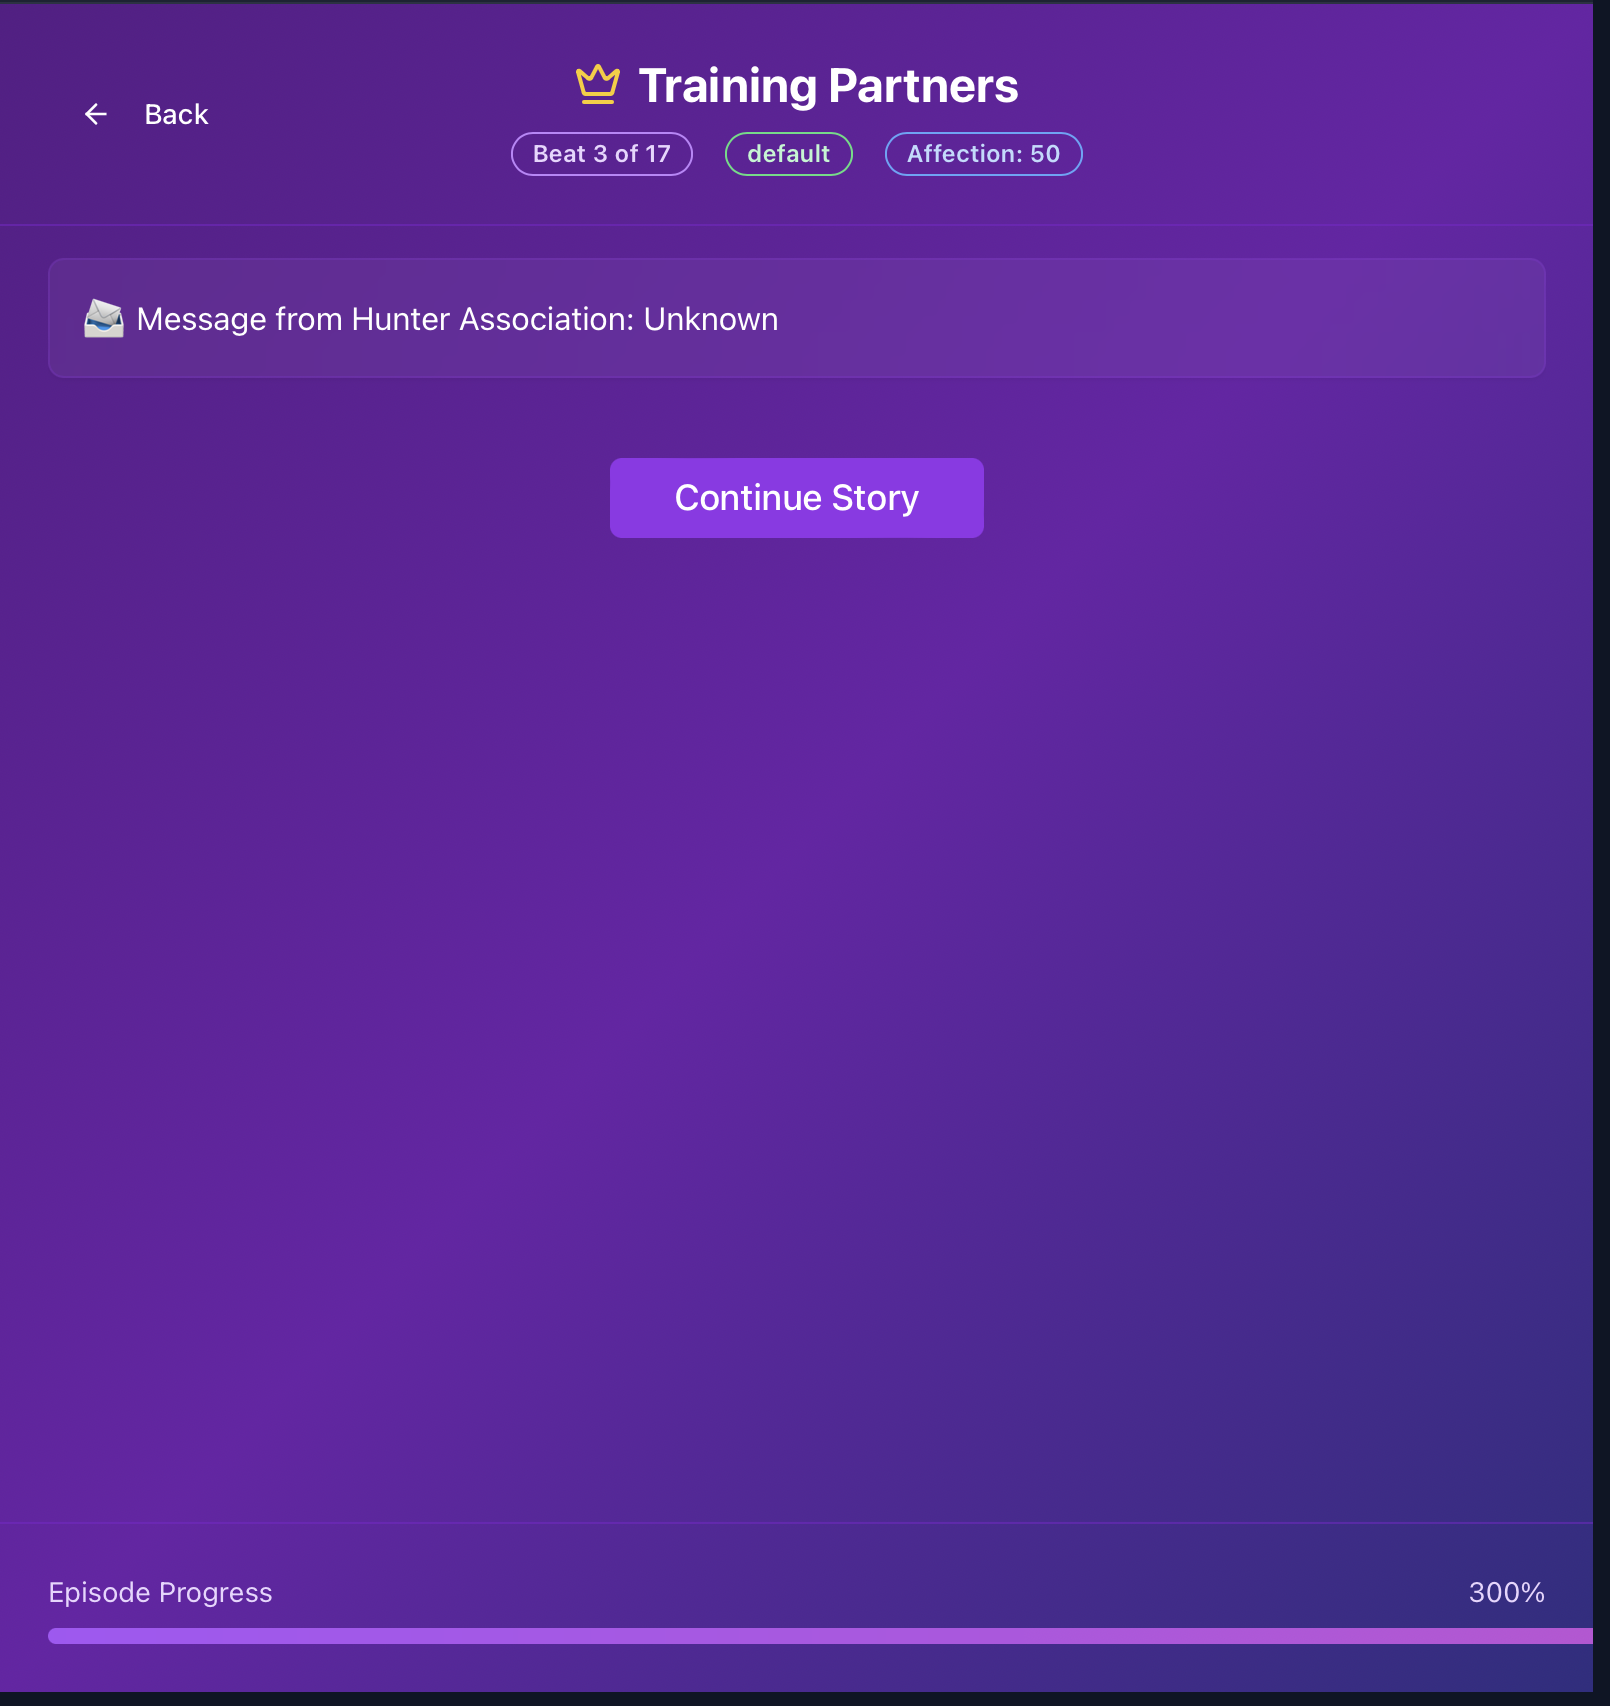 Back
Training Partners
Beat 3 of 17
default
Affection: 50
Message from Hunter Association: Unknown
Continue Story
Episode Progress
300%